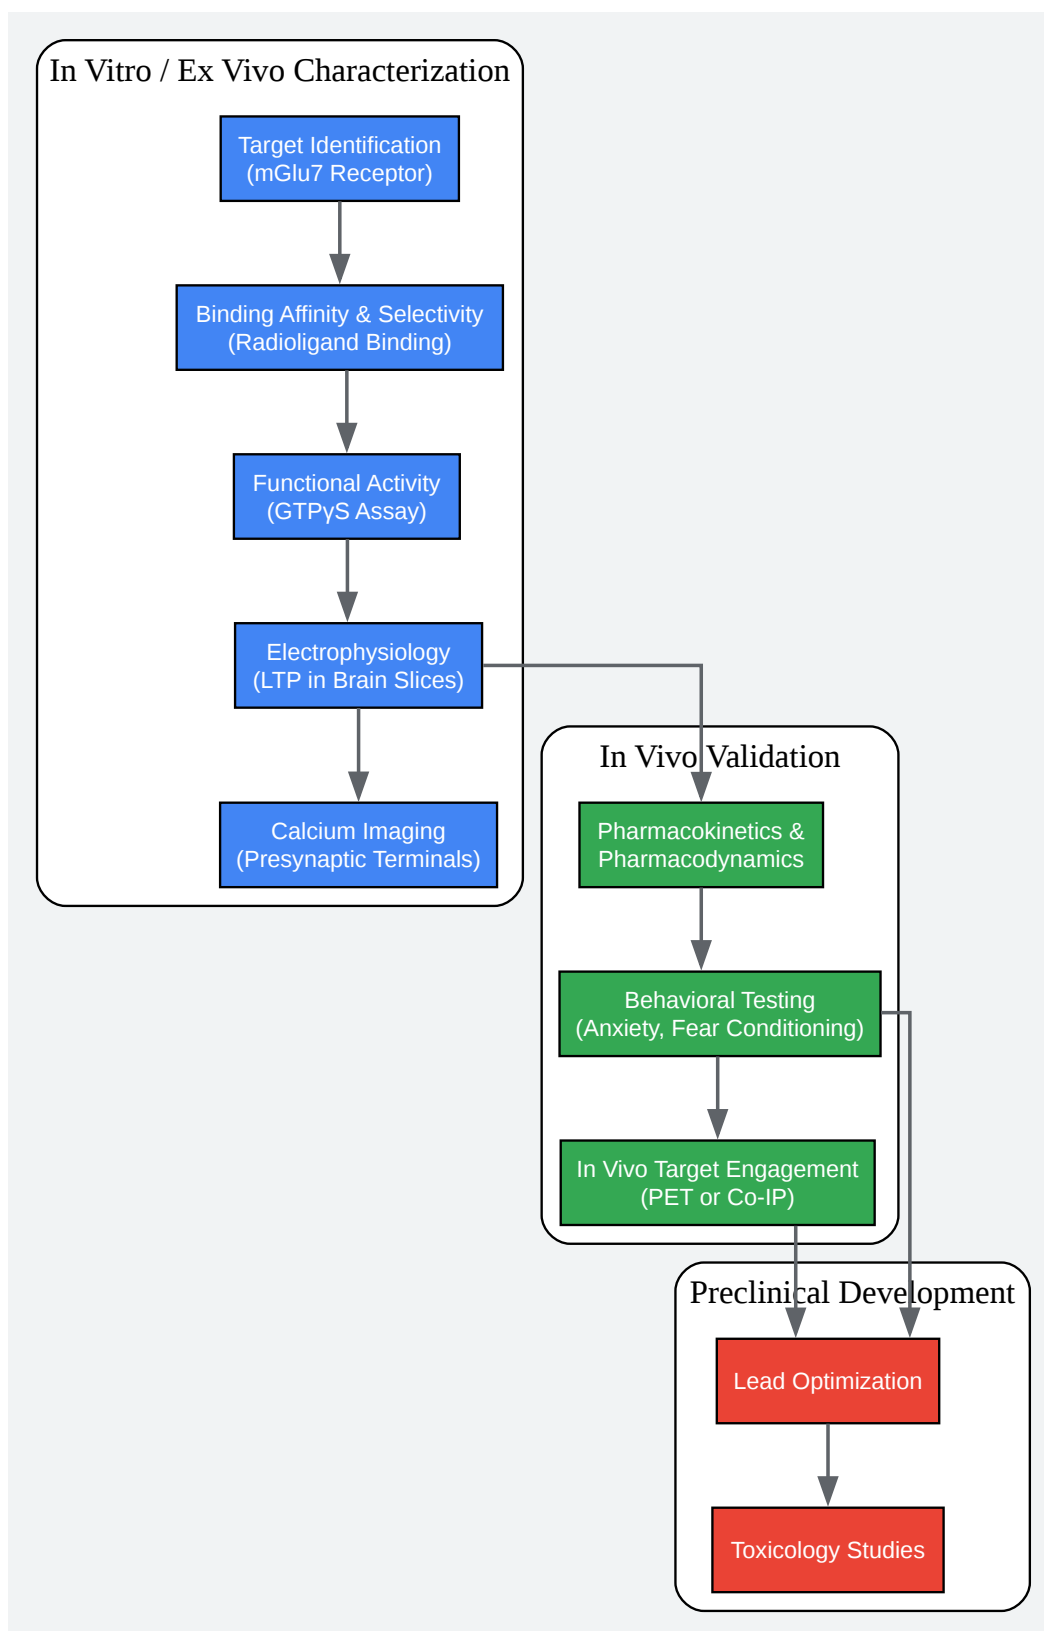 In Vitro / Ex Vivo Characterization
Target Identification
(mGlu7 Receptor)
Binding Affinity & Selectivity
(Radioligand Binding)
Functional Activity
(GTPγS Assay)
Electrophysiology
(LTP in Brain Slices)
Calcium Imaging
(Presynaptic Terminals)
In Vivo Validation
Pharmacokinetics &
Pharmacodynamics
Behavioral Testing
(Anxiety, Fear Conditioning)
In Vivo Target Engagement
(PET or Co-IP)
Preclinical Development
Lead Optimization
Toxicology Studies